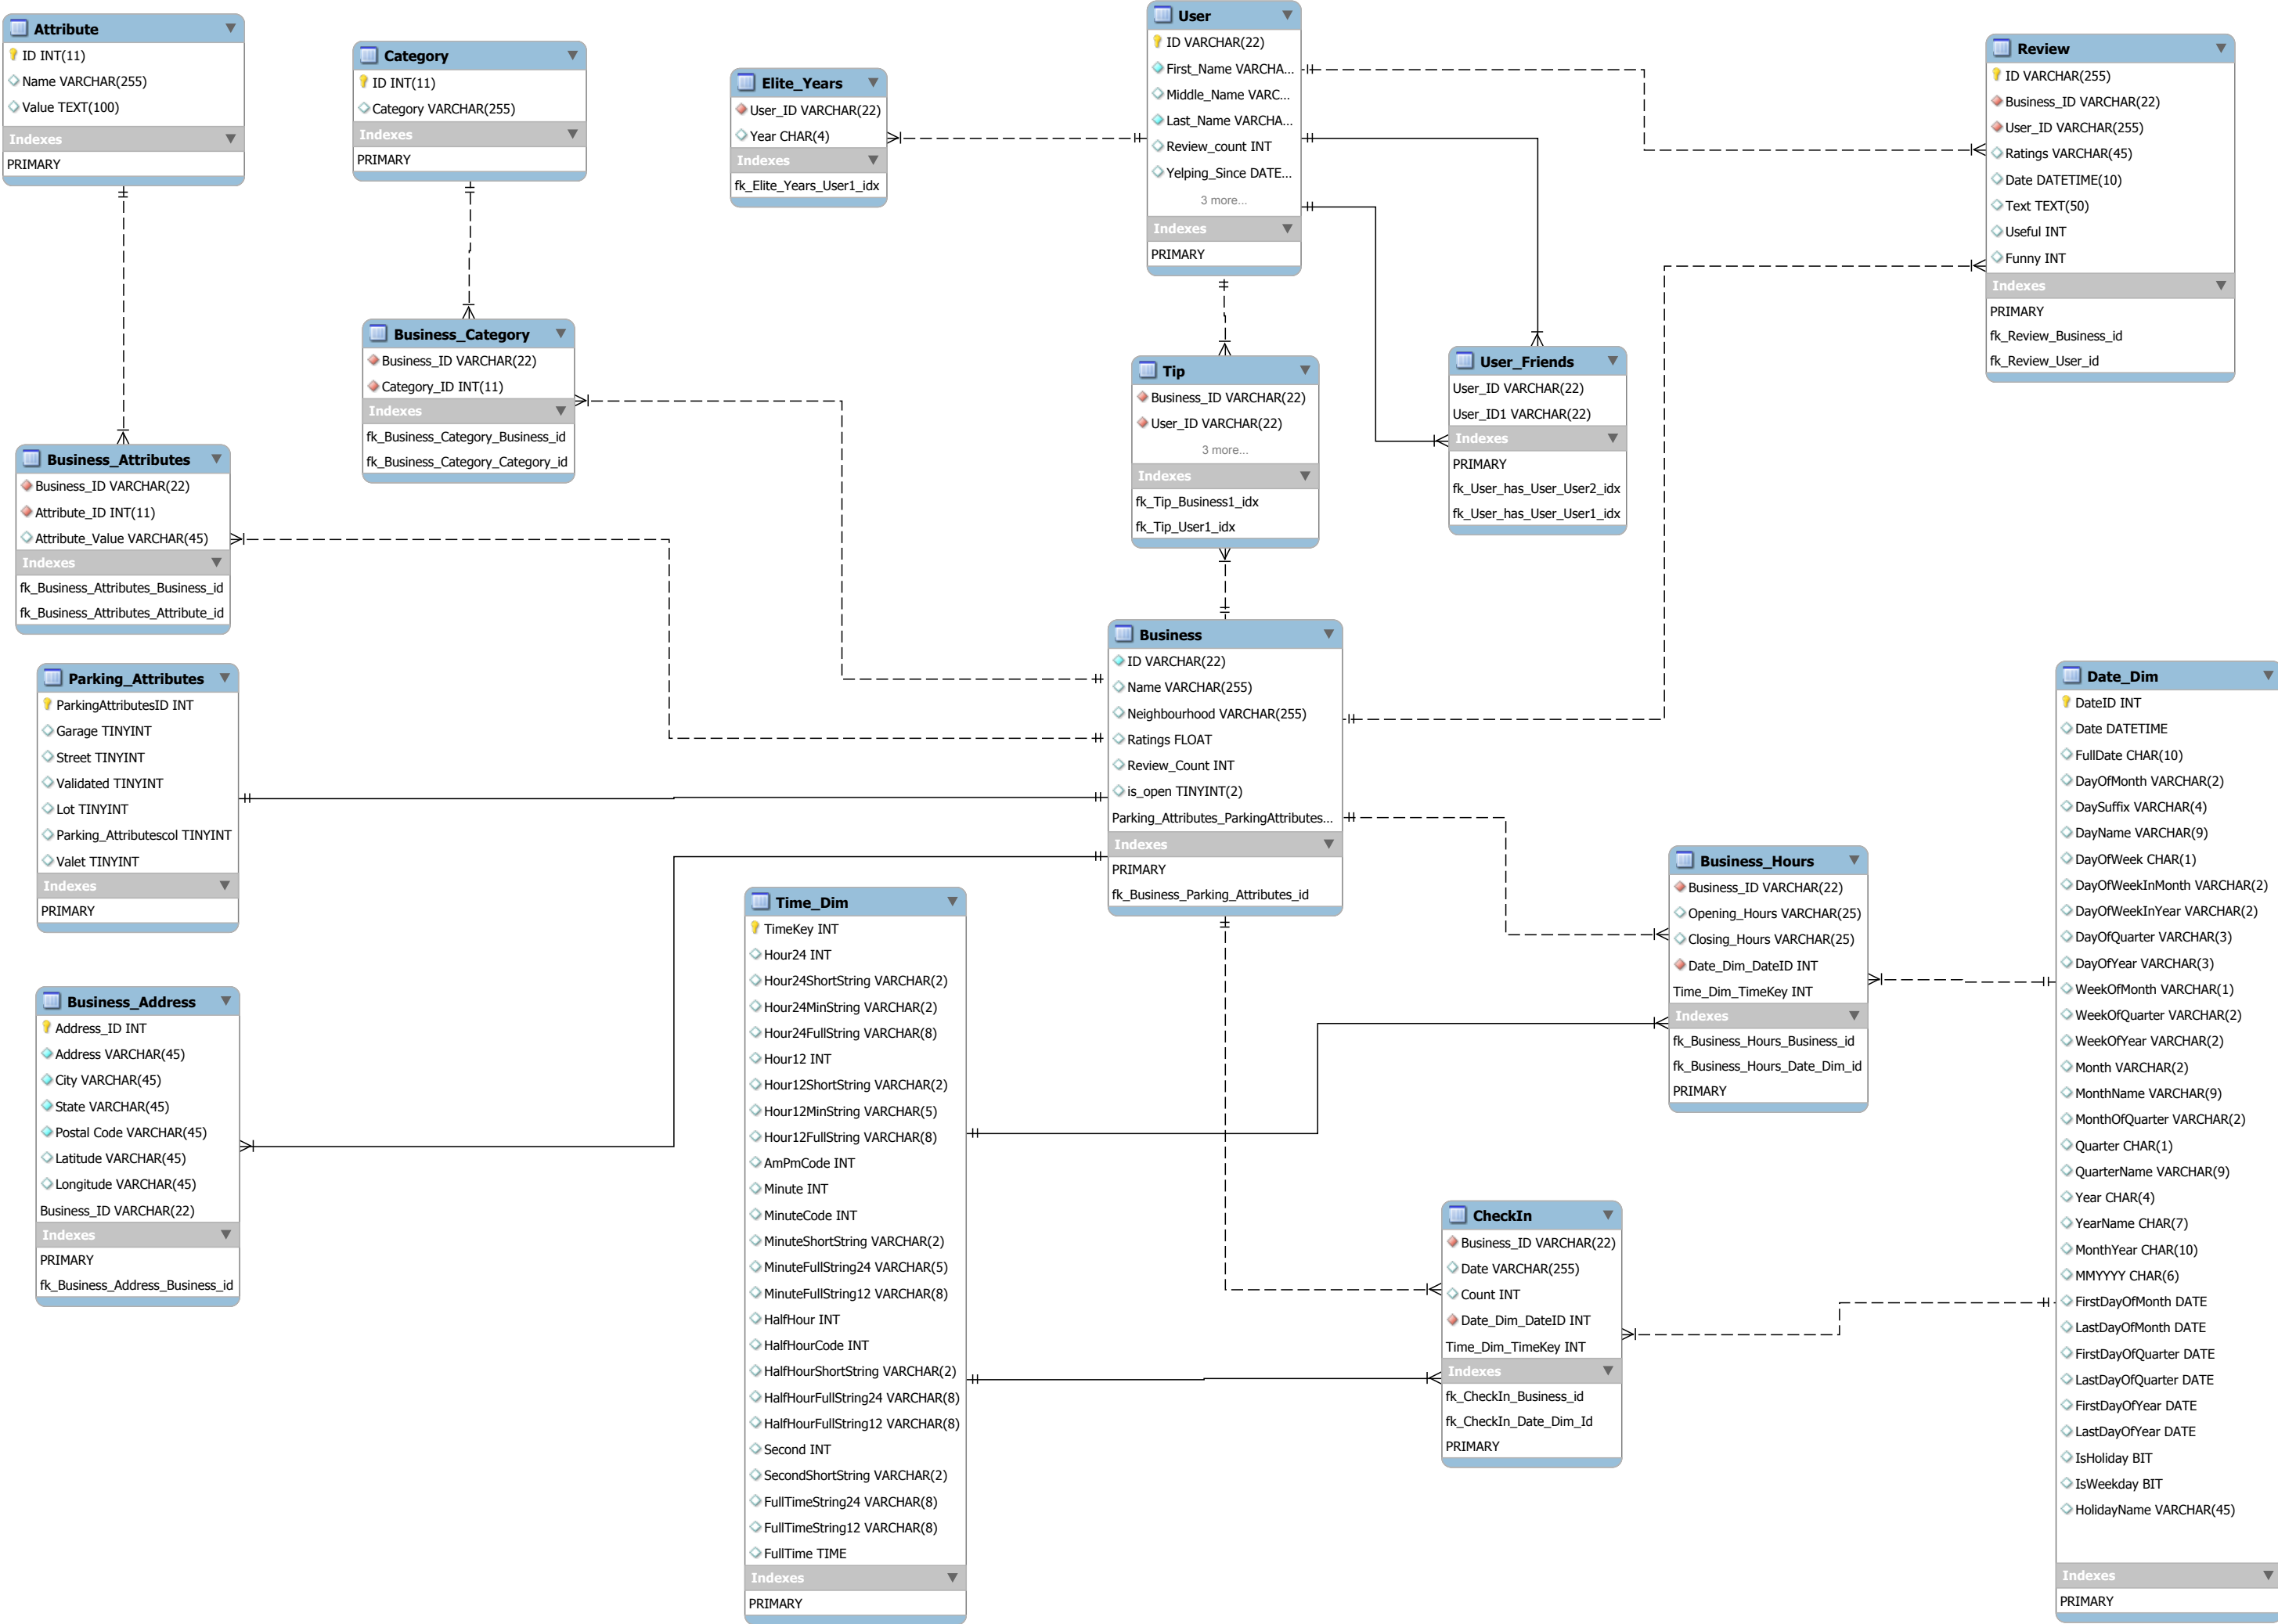 Attribute
ID INT(11)
Name VARCHAR(255)
Value TEXT(100)
Indexes
PRIMARY
Category
ID INT(11)
Category VARCHAR(255)
Indexes
PRIMARY
Elite_Years
User_ID VARCHAR(22)
Year CHAR(4)
Indexes
fk_Elite_Years_User1_idx
User
ID VARCHAR(22)
First_Name VARCHA...
Middle_Name VARC...
Last_Name VARCHA...
Review_count INT
Yelping_Since DATE...
3 more...
Indexes
PRIMARY
Review
ID VARCHAR(255)
Business_ID VARCHAR(22)
User_ID VARCHAR(255)
Ratings VARCHAR(45)
Date DATETIME(10)
Text TEXT(50)
Useful INT
Funny INT
Indexes
PRIMARY
fk_Review_Business_id
fk_Review_User_id
Business_Category
Business_ID VARCHAR(22)
Category_ID INT(11)
Indexes
fk_Business_Category_Business_id
fk_Business_Category_Category_id
Tip
Business_ID VARCHAR(22)
User_ID VARCHAR(22)
3 more...
Indexes
fk_Tip_Business1_idx
fk_Tip_User1_idx
User_Friends
User_ID VARCHAR(22)
User_ID1 VARCHAR(22)
Indexes
PRIMARY
fk_User_has_User_User2_idx
fk_User_has_User_User1_idx
Business_Attributes
Business_ID VARCHAR(22)
Attribute_ID INT(11)
Attribute_Value VARCHAR(45)
Indexes
fk_Business_Attributes_Business_id
fk_Business_Attributes_Attribute_id
Business
ID VARCHAR(22)
Name VARCHAR(255)
Neighbourhood VARCHAR(255)
Ratings FLOAT
Review_Count INT
is_open TINYINT(2)
Parking_Attributes_ParkingAttributes...
Indexes
PRIMARY
fk_Business_Parking_Attributes_id
Parking_Attributes
ParkingAttributesID INT
Garage TINYINT
Street TINYINT
Validated TINYINT
Lot TINYINT
Parking_Attributescol TINYINT
Valet TINYINT
Indexes
PRIMARY
Date_Dim
DateID INT
Date DATETIME
FullDate CHAR(10)
DayOfMonth VARCHAR(2)
DaySuffix VARCHAR(4)
DayName VARCHAR(9)
DayOfWeek CHAR(1)
DayOfWeekInMonth VARCHAR(2)
DayOfWeekInYear VARCHAR(2)
DayOfQuarter VARCHAR(3)
DayOfYear VARCHAR(3)
WeekOfMonth VARCHAR(1)
WeekOfQuarter VARCHAR(2)
WeekOfYear VARCHAR(2)
Month VARCHAR(2)
MonthName VARCHAR(9)
MonthOfQuarter VARCHAR(2)
Quarter CHAR(1)
QuarterName VARCHAR(9)
Year CHAR(4)
YearName CHAR(7)
MonthYear CHAR(10)
MMYYYY CHAR(6)
FirstDayOfMonth DATE
LastDayOfMonth DATE
FirstDayOfQuarter DATE
LastDayOfQuarter DATE
FirstDayOfYear DATE
LastDayOfYear DATE
IsHoliday BIT
IsWeekday BIT
HolidayName VARCHAR(45)
Indexes
PRIMARY
Business_Hours
Business_ID VARCHAR(22)
Opening_Hours VARCHAR(25)
Closing_Hours VARCHAR(25)
Date_Dim_DateID INT
Time_Dim_TimeKey INT
Indexes
fk_Business_Hours_Business_id
fk_Business_Hours_Date_Dim_id
PRIMARY
Time_Dim
TimeKey INT
Hour24 INT
Hour24ShortString VARCHAR(2)
Hour24MinString VARCHAR(2)
Hour24FullString VARCHAR(8)
Hour12 INT
Hour12ShortString VARCHAR(2)
Hour12MinString VARCHAR(5)
Hour12FullString VARCHAR(8)
AmPmCode INT
Minute INT
MinuteCode INT
MinuteShortString VARCHAR(2)
MinuteFullString24 VARCHAR(5)
MinuteFullString12 VARCHAR(8)
HalfHour INT
HalfHourCode INT
HalfHourShortString VARCHAR(2)
HalfHourFullString24 VARCHAR(8)
HalfHourFullString12 VARCHAR(8)
Second INT
SecondShortString VARCHAR(2)
FullTimeString24 VARCHAR(8)
FullTimeString12 VARCHAR(8)
FullTime TIME
Indexes
PRIMARY
Business_Address
Address_ID INT
Address VARCHAR(45)
City VARCHAR(45)
State VARCHAR(45)
Postal Code VARCHAR(45)
Latitude VARCHAR(45)
Longitude VARCHAR(45)
Business_ID VARCHAR(22)
Indexes
PRIMARY
fk_Business_Address_Business_id
CheckIn
Business_ID VARCHAR(22)
Date VARCHAR(255)
Count INT
Date_Dim_DateID INT
Time_Dim_TimeKey INT
Indexes
fk_CheckIn_Business_id
fk_CheckIn_Date_Dim_Id
PRIMARY